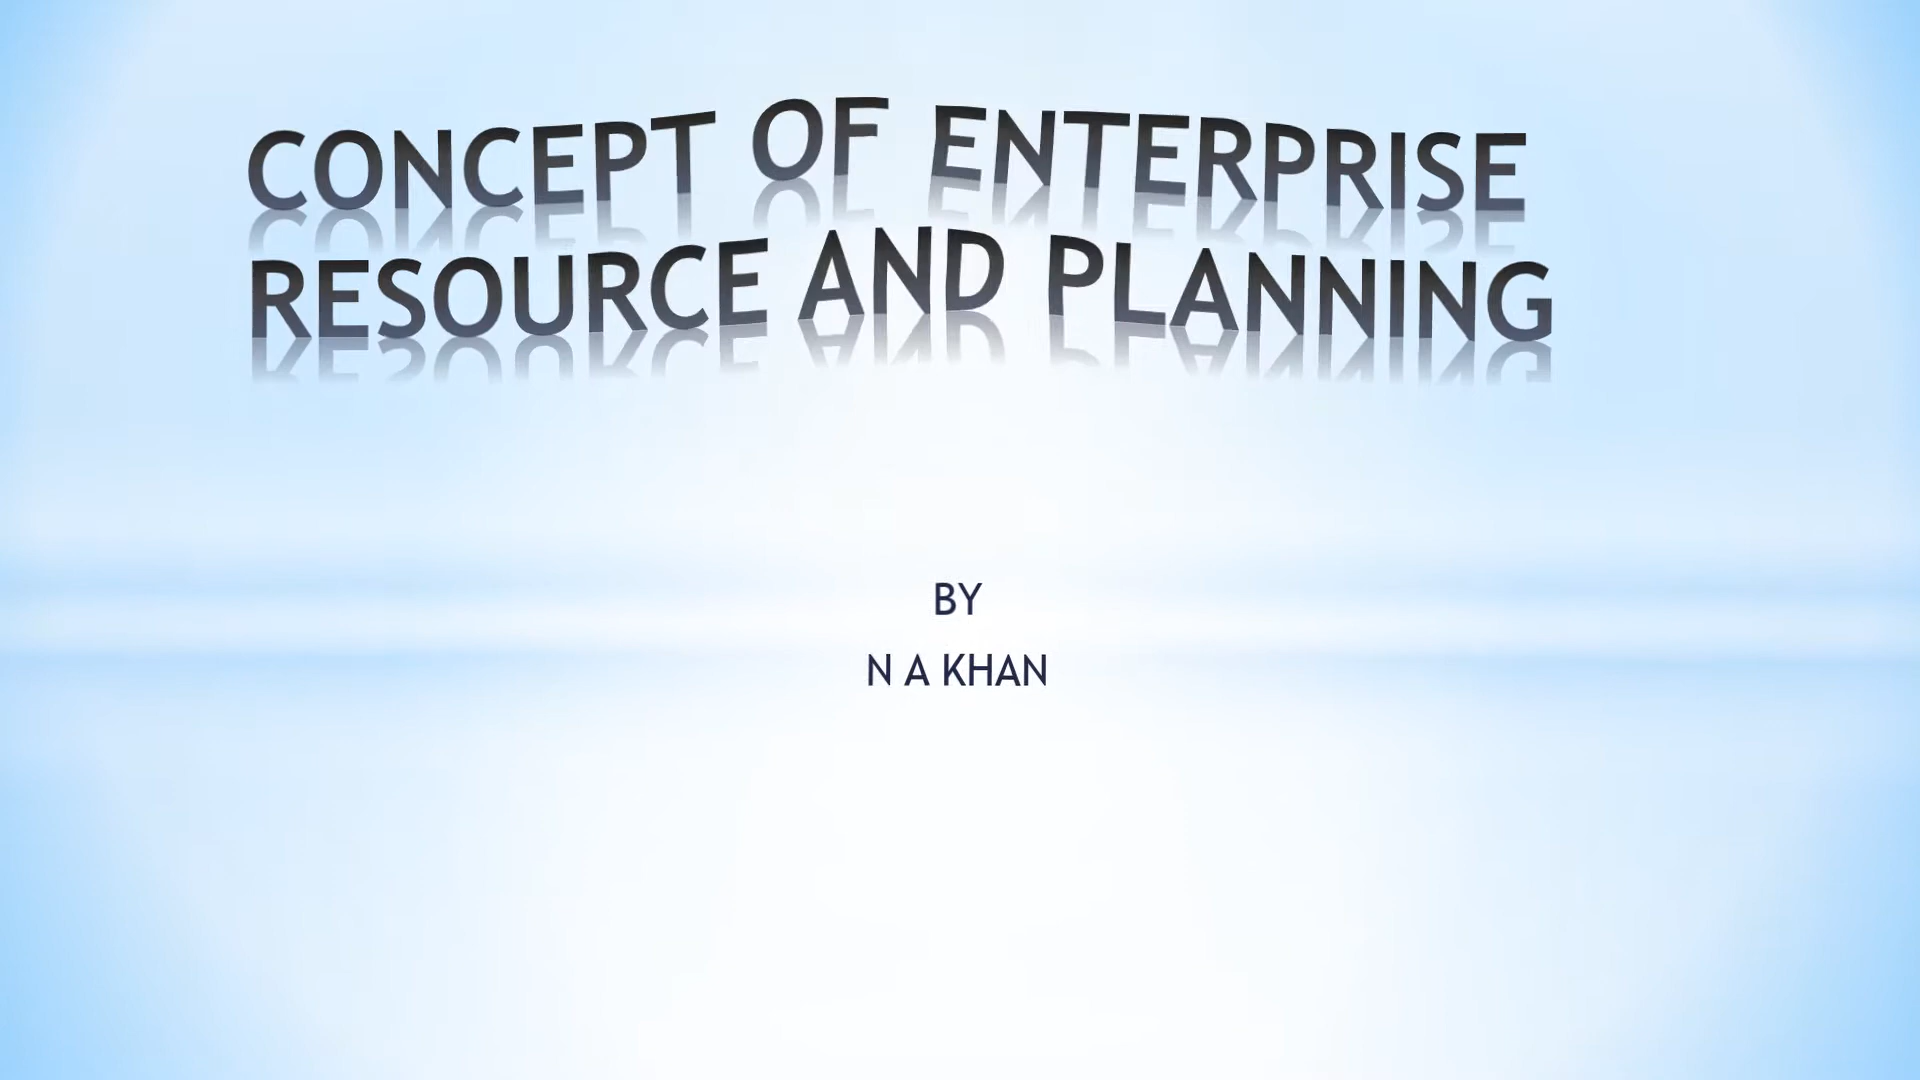 CONCEPT OF ENTERPRISE
RESOURCE AND PLANNING
BY
N A KHAN